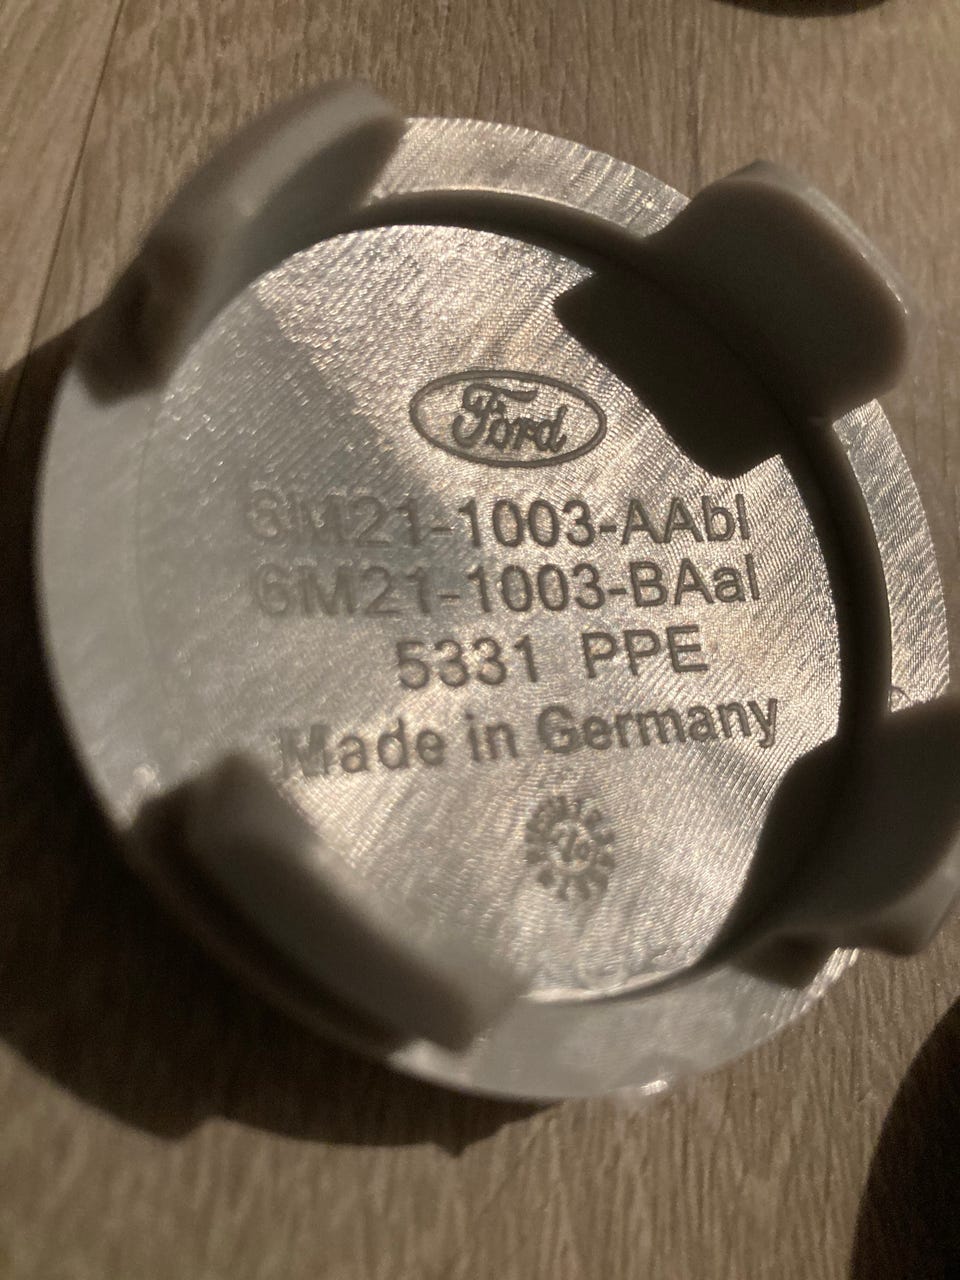 Ford
6M21-1003-AAbl
6M21-1003-BAal
5331 PPE
Made in Germany